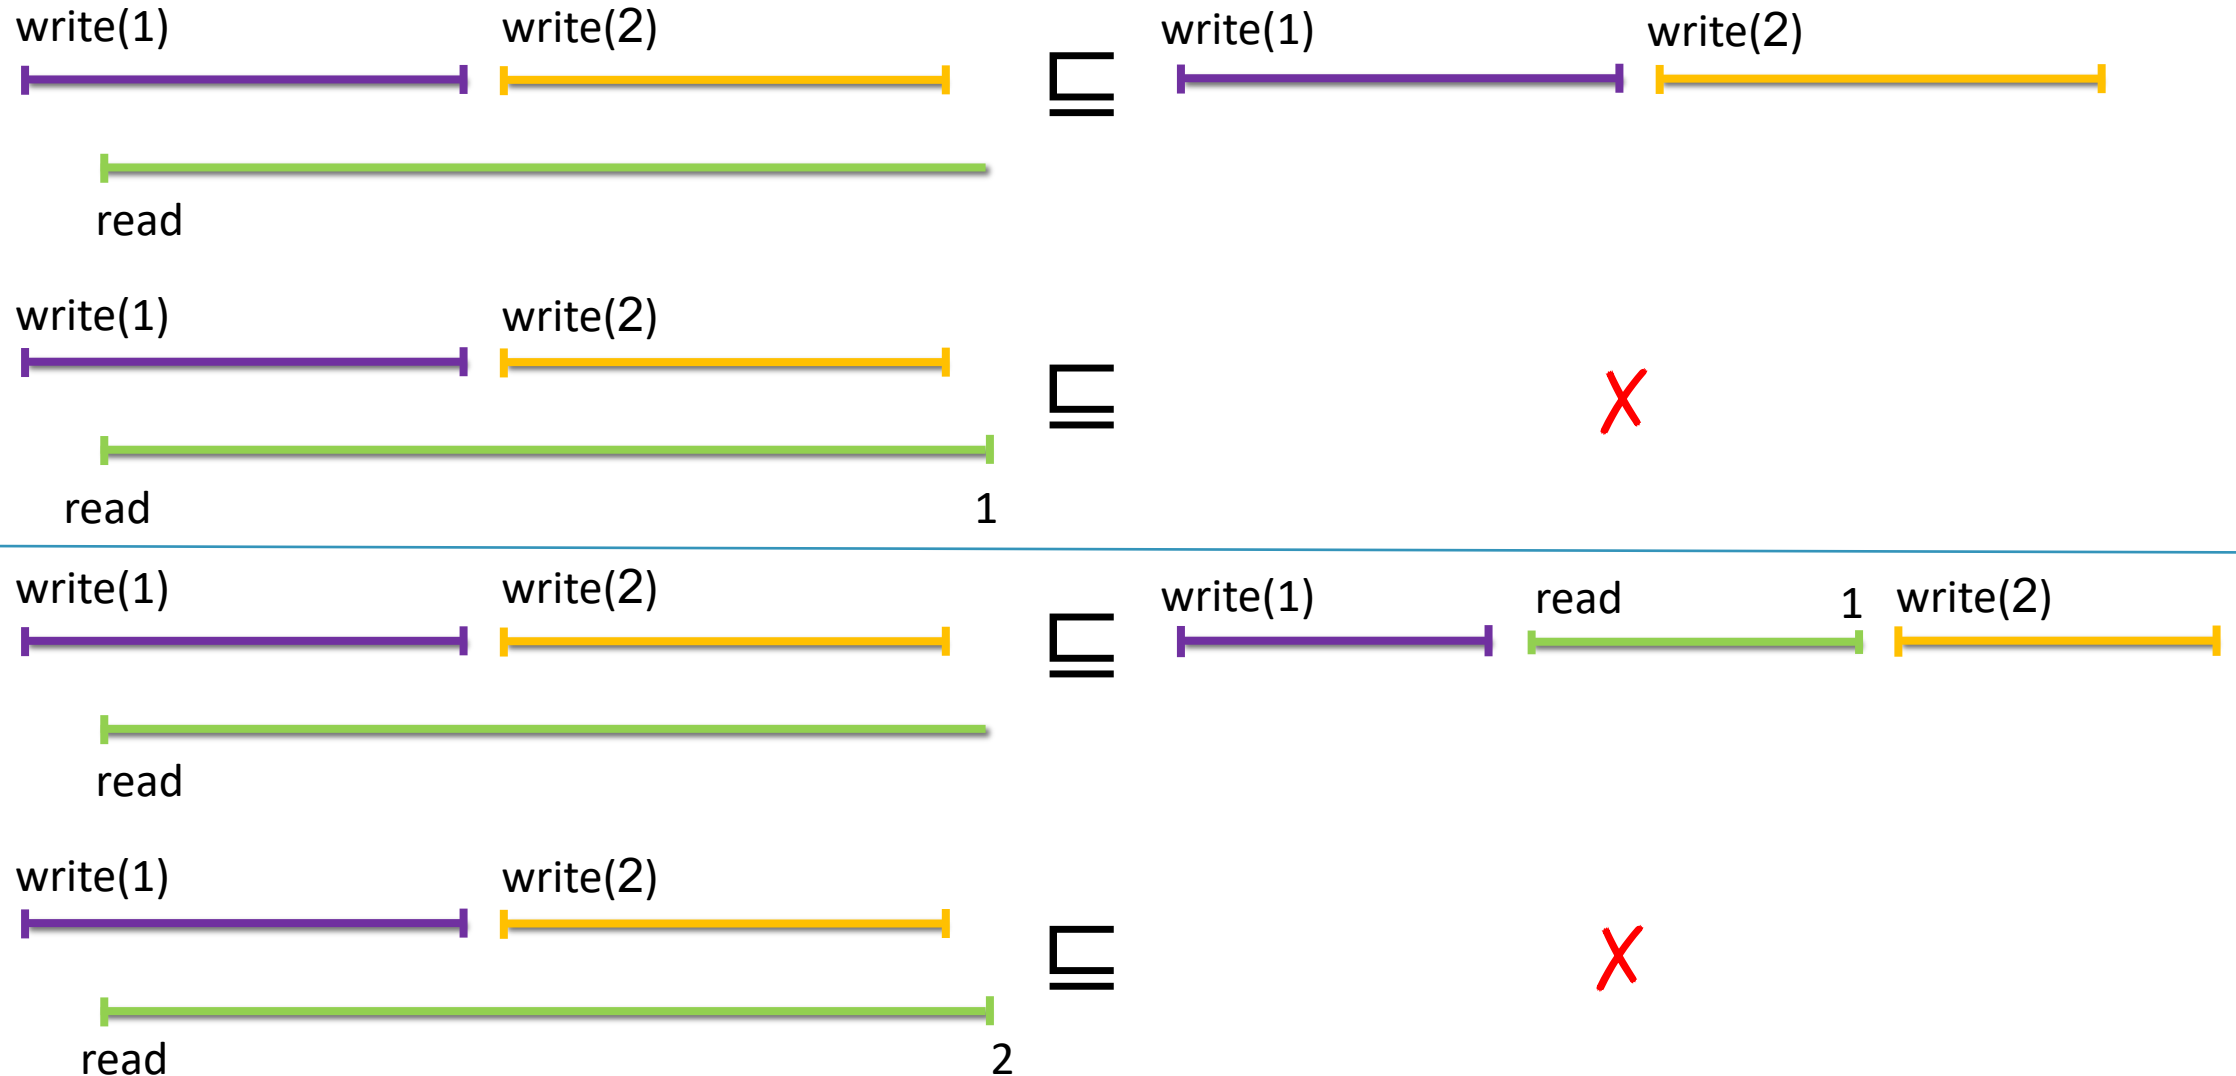 write(1) write(2) ⊑ write(1) write(2)
read
write(1) write(2) ⊑ ✗
read 1
write(1) write(2) ⊑ write(1) read 1 write(2)
read
write(1) write(2) ⊑ ✗
read 2